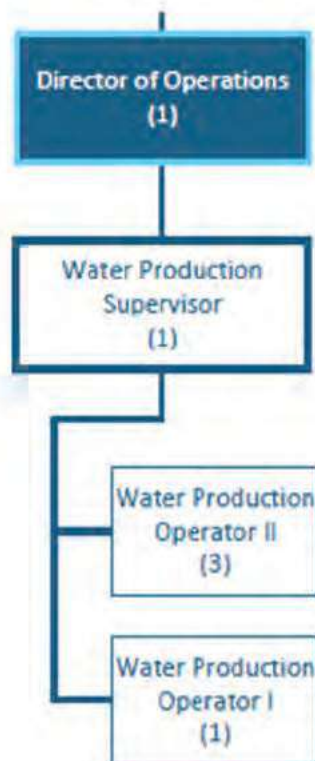 Director of Operations
(1)
Water Production
Supervisor
(1)
Water Production
Operator II
(3)
Water Production
Operator I
(1)